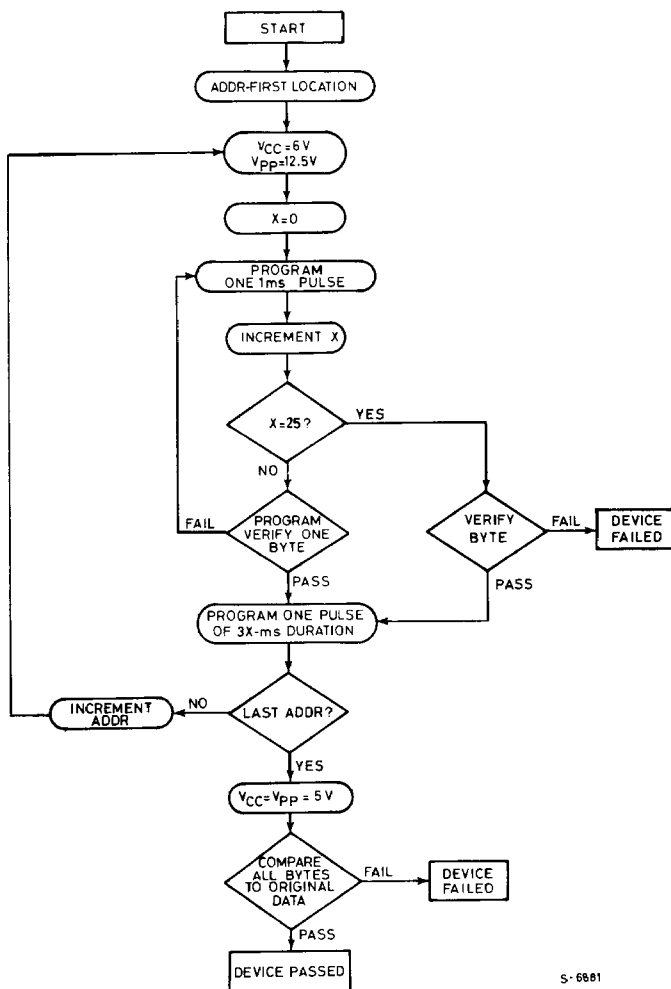 START
ADDR-FIRST LOCATION
VCC=6V
VPP=12.5V
X=0
PROGRAM
ONE 1ms PULSE
INCREMENT X
X=25?
YES
NO
FAIL
PROGRAM
VERIFY ONE
BYTE
VERIFY
BYTE
FAIL
DEVICE
FAILED
PASS
PASS
PROGRAM ONE PULSE
OF 3X-ms DURATION
INCREMENT
ADDR
NO
LAST ADDR?
YES
VCC=VPP=5V
COMPARE
ALL BYTES
TO ORIGINAL
DATA
FAIL
DEVICE
FAILED
PASS
DEVICE PASSED
S-6881